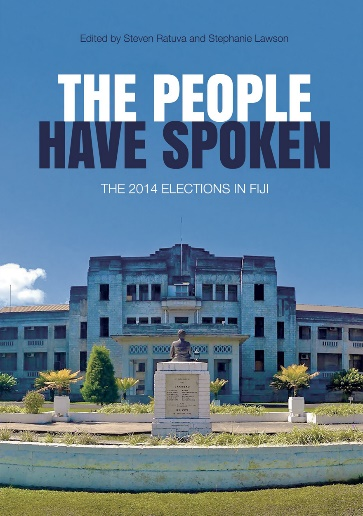 Edited by Steven Ratuva and Stephanie Lawson
THE PEOPLE
HAVE SPOKEN
THE 2014 ELECTIONS IN FIJI